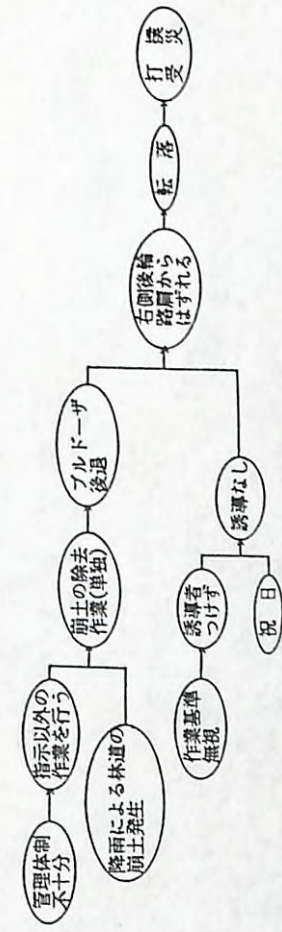 管理体制
不十分
指示以外の
作業を行う
降雨による林道の
崩土発生
崩土の除去
作業(単独)
ブルドーザ
後退
作業基準
無視
誘導者
つけず
祝日
誘導なし
右側後輪
路肩から
はずれる
転落
打撲
受災